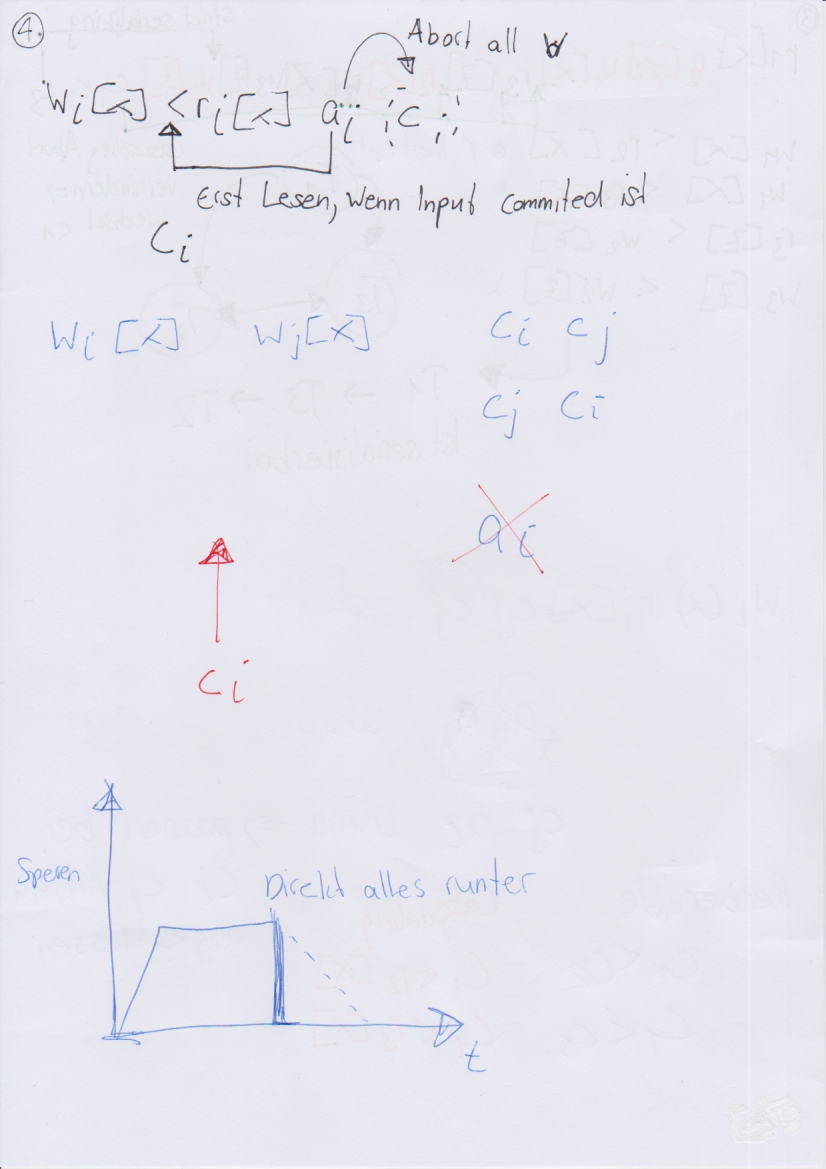 4.
Abort all
Wi[x] < ri[x] ai ci
Erst Lesen, wenn Input Commited ist
Ci
Wi[x] Wj[x] Ci Cj
Cj Ci
ai
Ci
Speren
Direkt alles runter
t